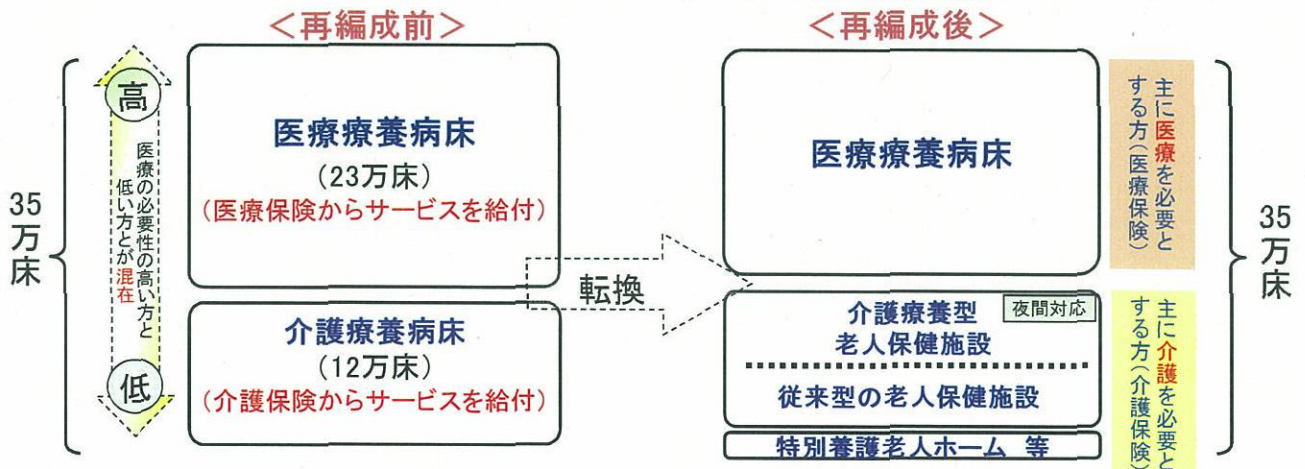 ＜再編成前＞
＜再編成後＞
35万床
高
医療の必要性の高い方と
低い方とが混在
低
医療療養病床
(23万床)
(医療保険からサービスを給付)
介護療養病床
(12万床)
(介護保険からサービスを給付)
転換
医療療養病床
介護療養型
老人保健施設
夜間対応
従来型の老人保健施設
特別養護老人ホーム 等
主に医療を必要と
する方(医療保険)
主に介護を必要と
する方(介護保険)
35万床